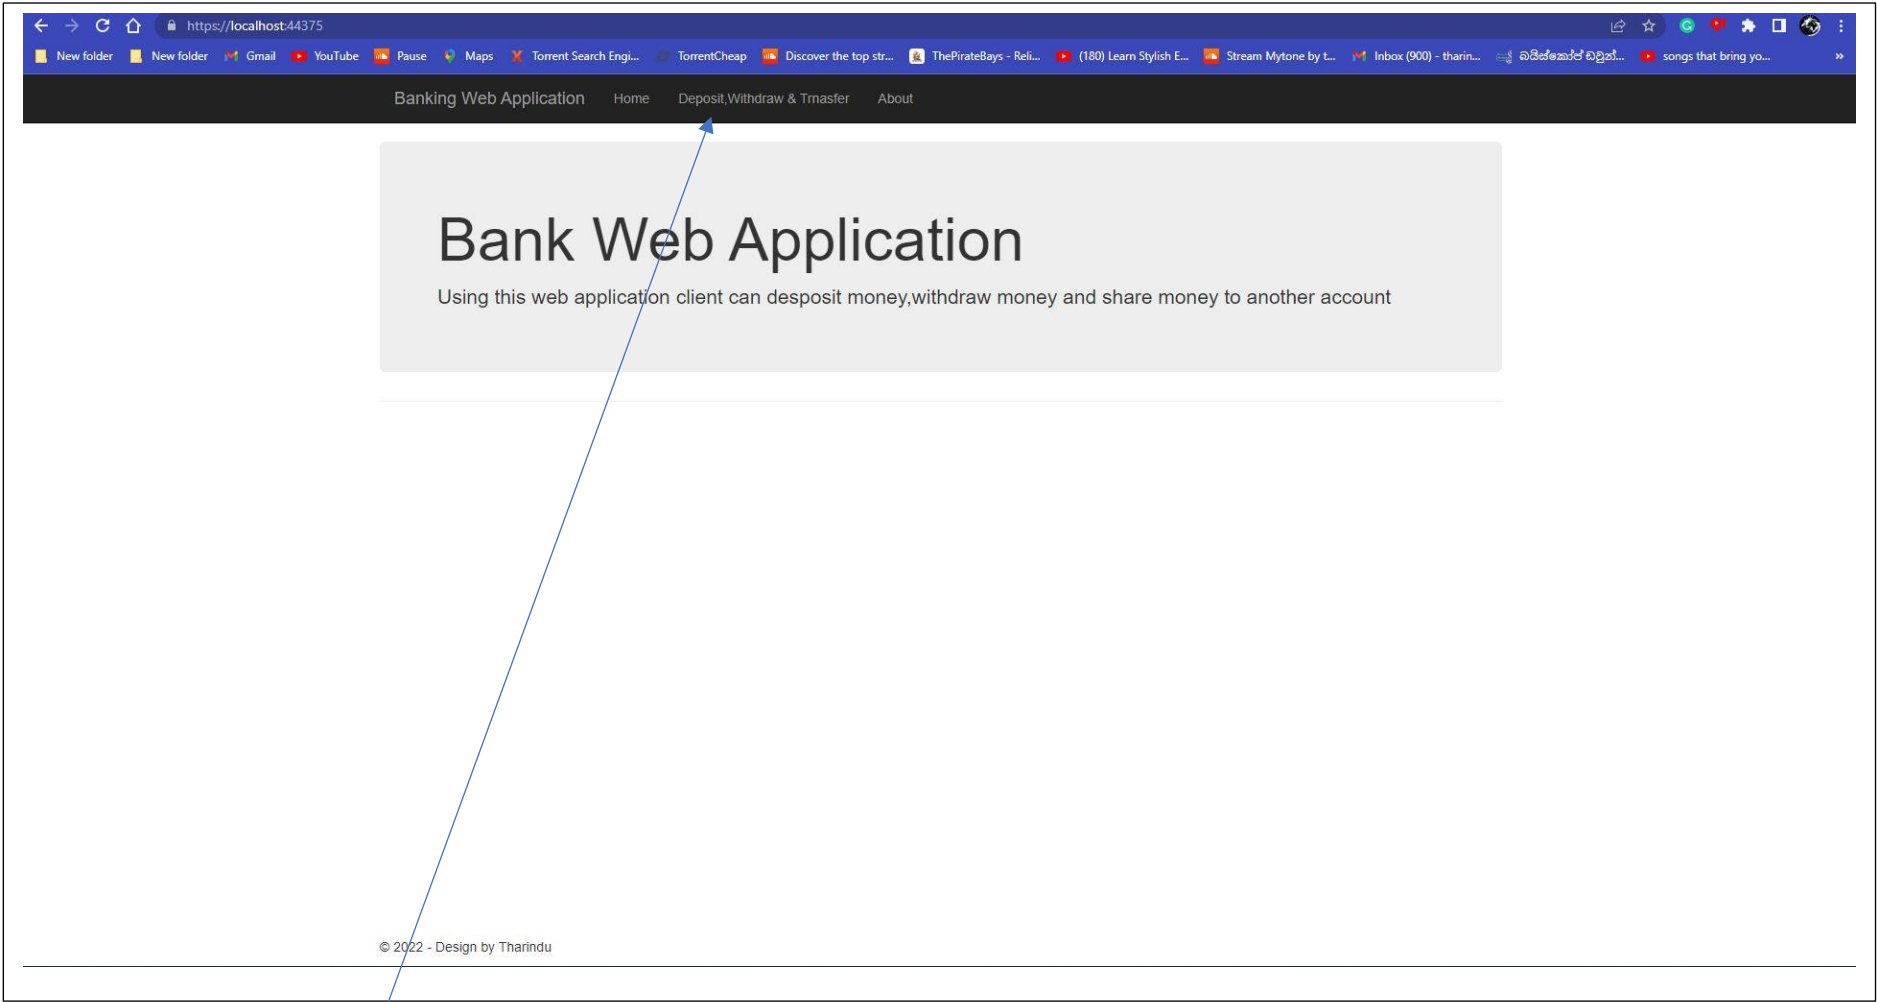 https://localhost:44375
New folder New folder Gmail YouTube Pause Maps Torrent Search Engi... TorrentCheap Discover the top str... ThePirateBays - Reli... (180) Learn Stylish E... Stream Mytone by t... Inbox (900) - tharin... බයිස්කෝප් ඩවුන්... songs that bring yo... »
Banking Web Application Home Deposit,Withdraw & Trnasfer About
Bank Web Application
Using this web application client can desposit money,withdraw money and share money to another account
© 2022 - Design by Tharindu